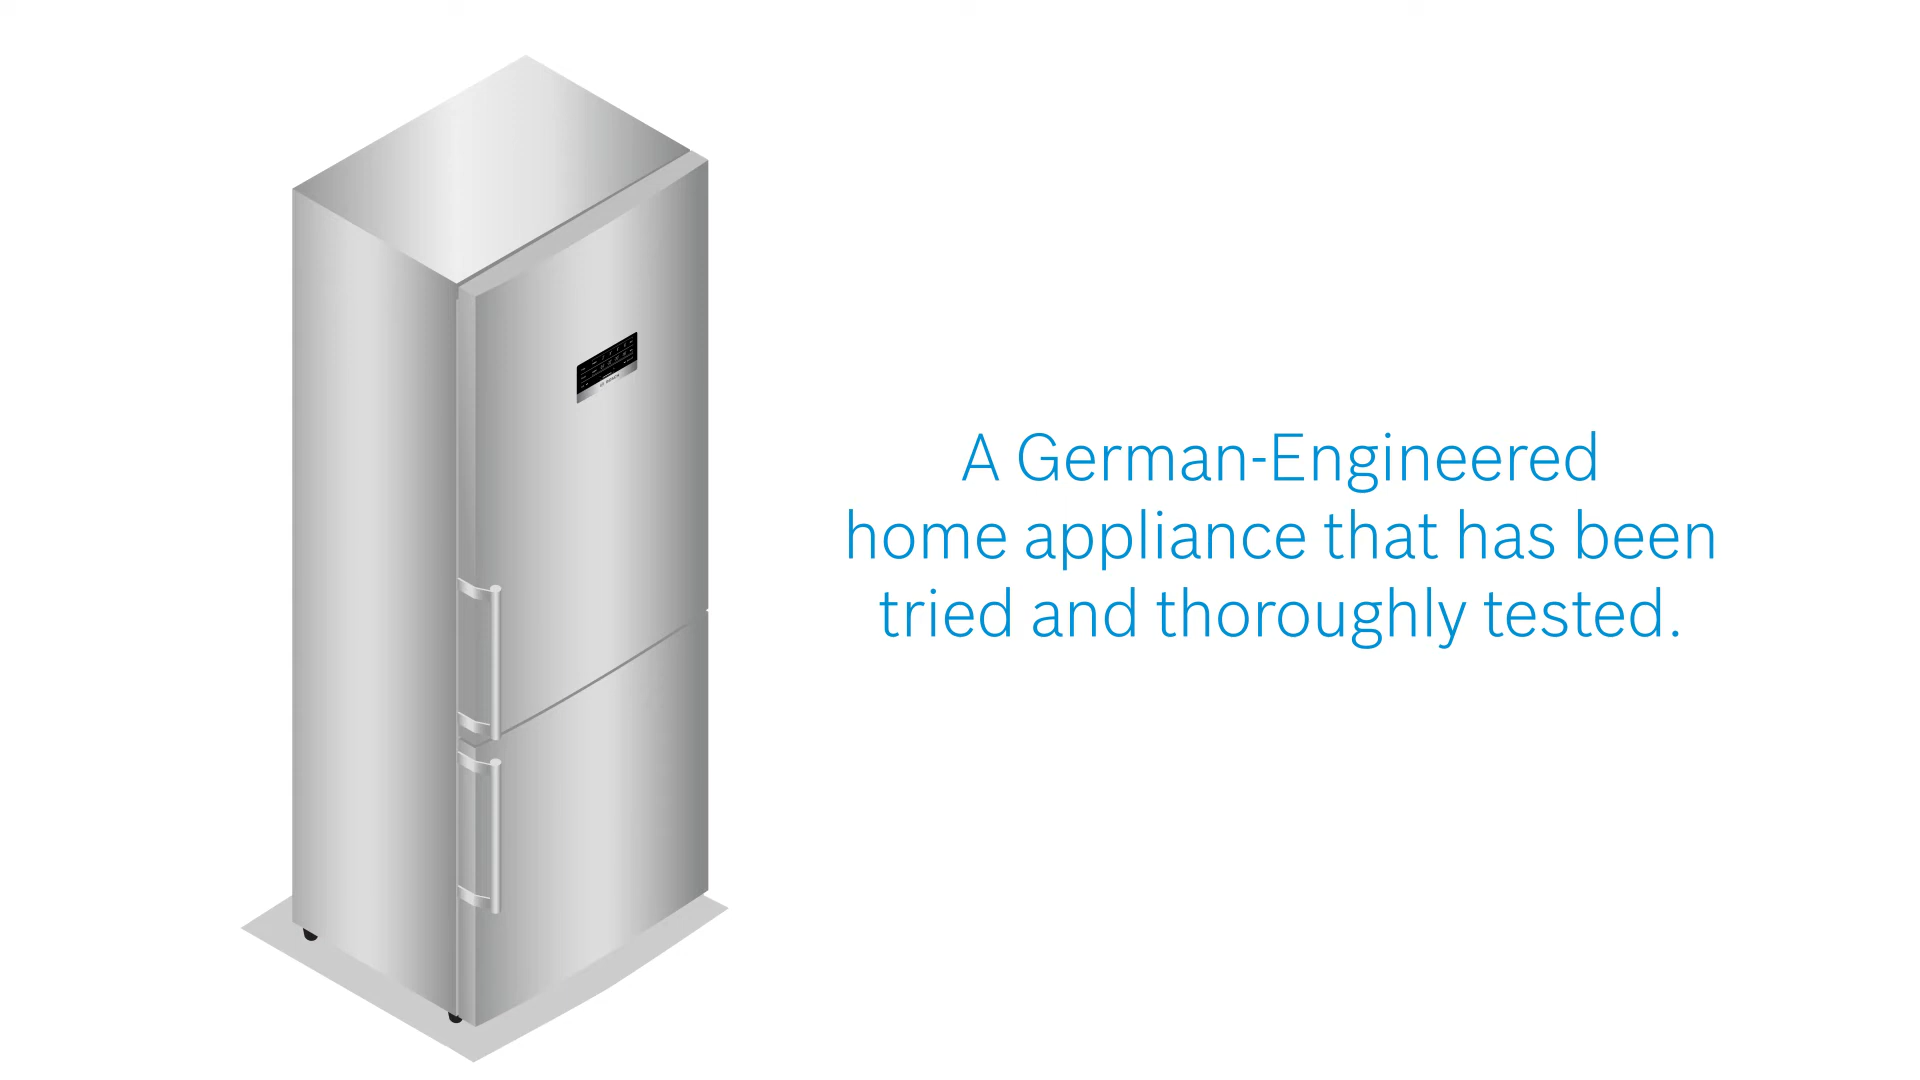 A German-Engineered
home appliance that has been
tried and thoroughly tested.